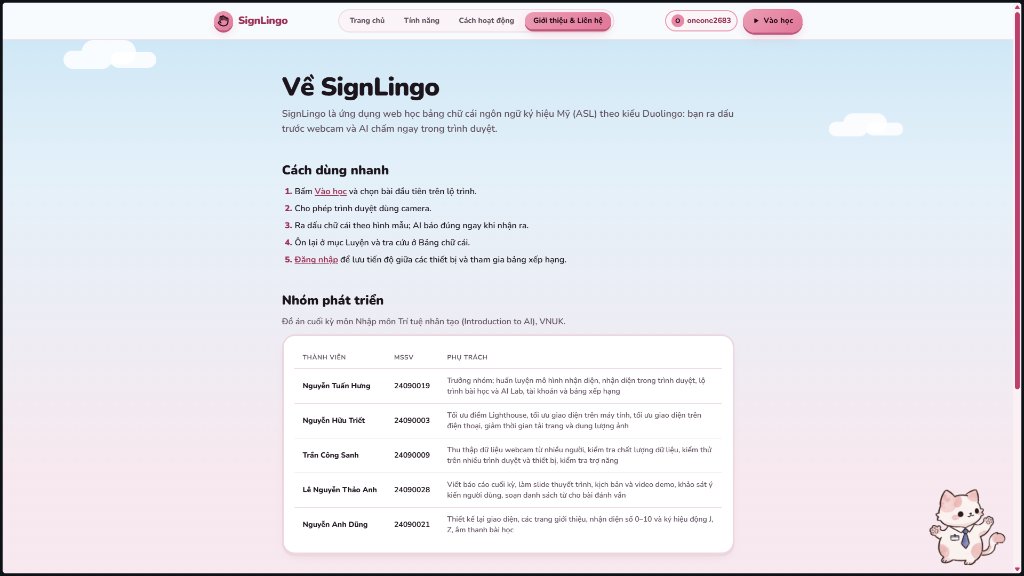 SignLingo
Trang chủ
Tính năng
Cách hoạt động
Giới thiệu & Liên hệ
O
oneone2683
Vào học
Về SignLingo
SignLingo là ứng dụng web học bảng chữ cái ngôn ngữ ký hiệu Mỹ (ASL) theo kiểu Duolingo: bạn ra dấu
trước webcam và AI chấm ngay trong trình duyệt.
Cách dùng nhanh
1. Bấm Vào học và chọn bài đầu tiên trên lộ trình.
2. Cho phép trình duyệt dùng camera.
3. Ra dấu chữ cái theo hình mẫu; AI báo đúng ngay khi nhận ra.
4. Ôn lại ở mục Luyện và tra cứu ở Bảng chữ cái.
5. Đăng nhập để lưu tiến độ giữa các thiết bị và tham gia bảng xếp hạng.
Nhóm phát triển
Đồ án cuối kỳ môn Nhập môn Trí tuệ nhân tạo (Introduction to AI), VNUK.
THÀNH VIÊN MSSV PHỤ TRÁCH
Nguyễn Tuấn Hưng 24090019 Trưởng nhóm; huấn luyện mô hình nhận diện, nhận diện trong trình duyệt, lộ
trình bài học và AI Lab, tài khoản và bảng xếp hạng
Nguyễn Hữu Triết 24090003 Tối ưu điểm Lighthouse, tối ưu giao diện trên máy tính, tối ưu giao diện trên
điện thoại, giảm thời gian tải trang và dung lượng ảnh
Trần Công Sanh 24090009 Thu thập dữ liệu webcam từ nhiều người, kiểm tra chất lượng dữ liệu, kiểm thử
trên nhiều trình duyệt và thiết bị, kiểm tra trợ năng
Lê Nguyễn Thảo Anh 24090028 Viết báo cáo cuối kỳ, làm slide thuyết trình, kịch bản và video demo, khảo sát ý
kiến người dùng, soạn danh sách từ cho bài đánh vần
Nguyễn Anh Dũng 24090021 Thiết kế lại giao diện, các trang giới thiệu, nhận diện số 0–10 và ký hiệu động J,
Z, âm thanh bài học